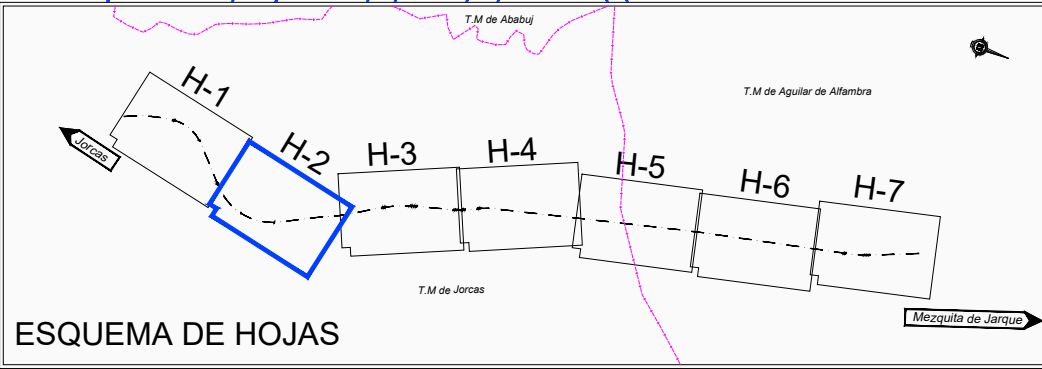 T.M de Ababuj
T.M de Aguilar de Alfambra
H-1
Jorcas
H-2
H-3
H-4
H-5
H-6
H-7
T.M de Jorcas
Mezquita de Jarque
ESQUEMA DE HOJAS